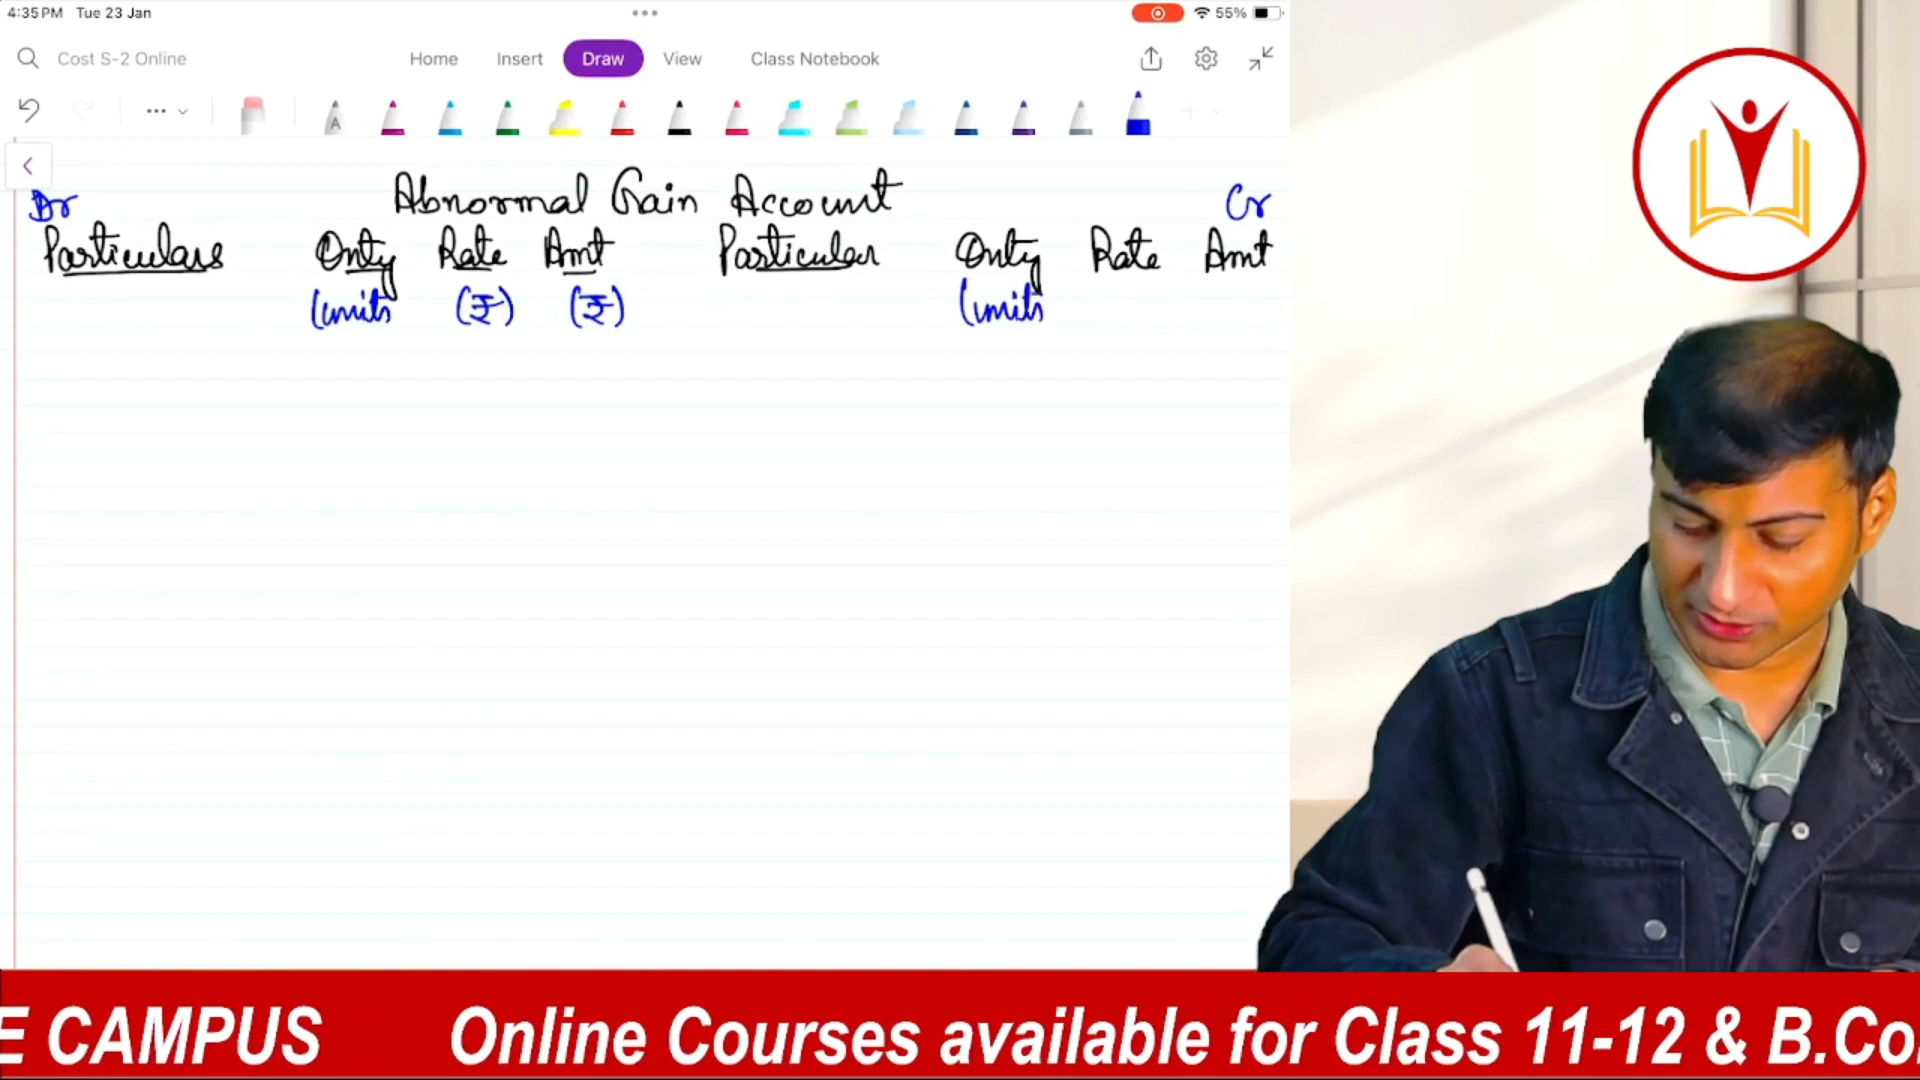 4:35 PM Tue 23 Jan 55%
Cost S-2 Online Home Insert Draw View Class Notebook
A
Abnormal Gain Account
Dr Cr
Particulars Qnty Rate Amt Particular Qnty Rate Amt
(units (₹) (₹) (units
E CAMPUS Online Courses available for Class 11-12 & B.Co